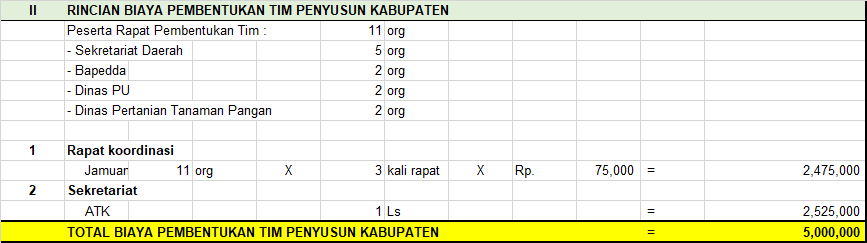 II RINCIAN BIAYA PEMBENTUKAN TIM PENYUSUN KABUPATEN
Peserta Rapat Pembentukan Tim : 11 org
- Sekretariat Daerah 5 org
- Bapedda 2 org
- Dinas PU 2 org
- Dinas Pertanian Tanaman Pangan 2 org
1 Rapat koordinasi
Jamuan 11 org X 3 kali rapat X Rp. 75,000 = 2,475,000
2 Sekretariat
ATK 1 Ls = 2,525,000
TOTAL BIAYA PEMBENTUKAN TIM PENYUSUN KABUPATEN = 5,000,000